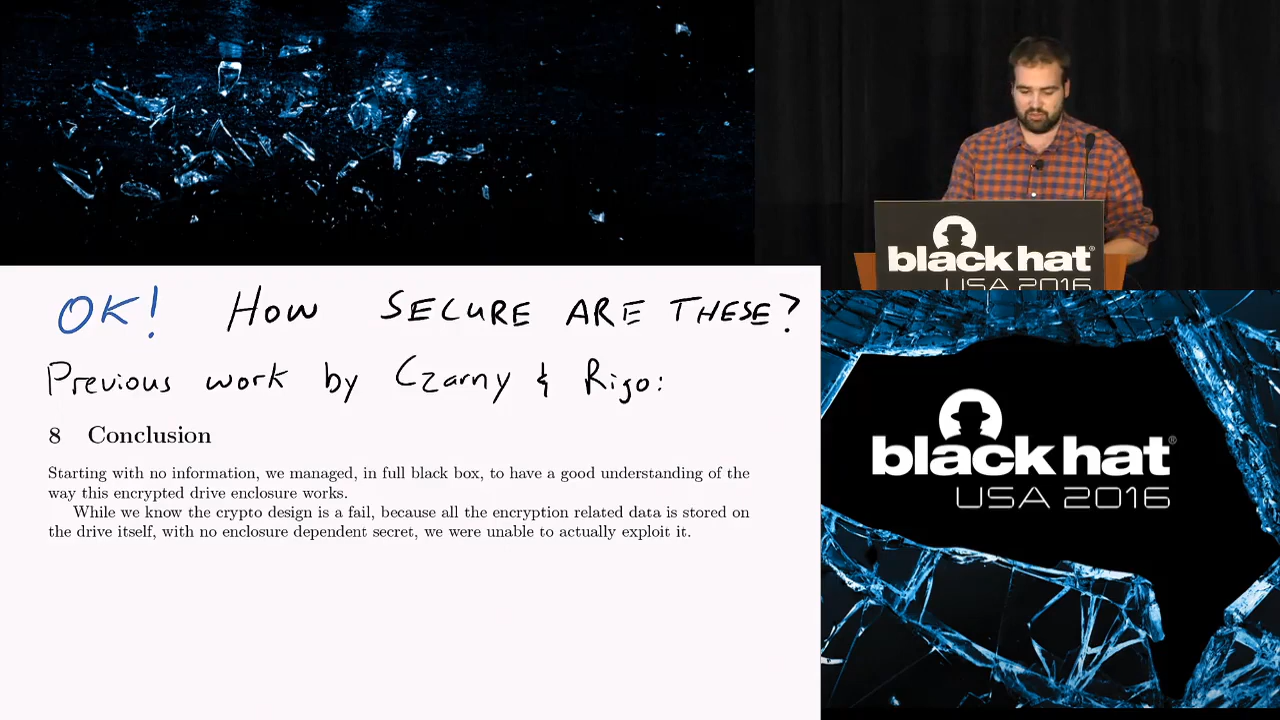 black hat®
USA 2016
OK! HOW SECURE ARE THESE?
Previous work by Czarny & Rigo:
8 Conclusion
Starting with no information, we managed, in full black box, to have a good understanding of the
way this encrypted drive enclosure works.
While we know the crypto design is a fail, because all the encryption related data is stored on
the drive itself, with no enclosure dependent secret, we were unable to actually exploit it.
black hat®
USA 2016